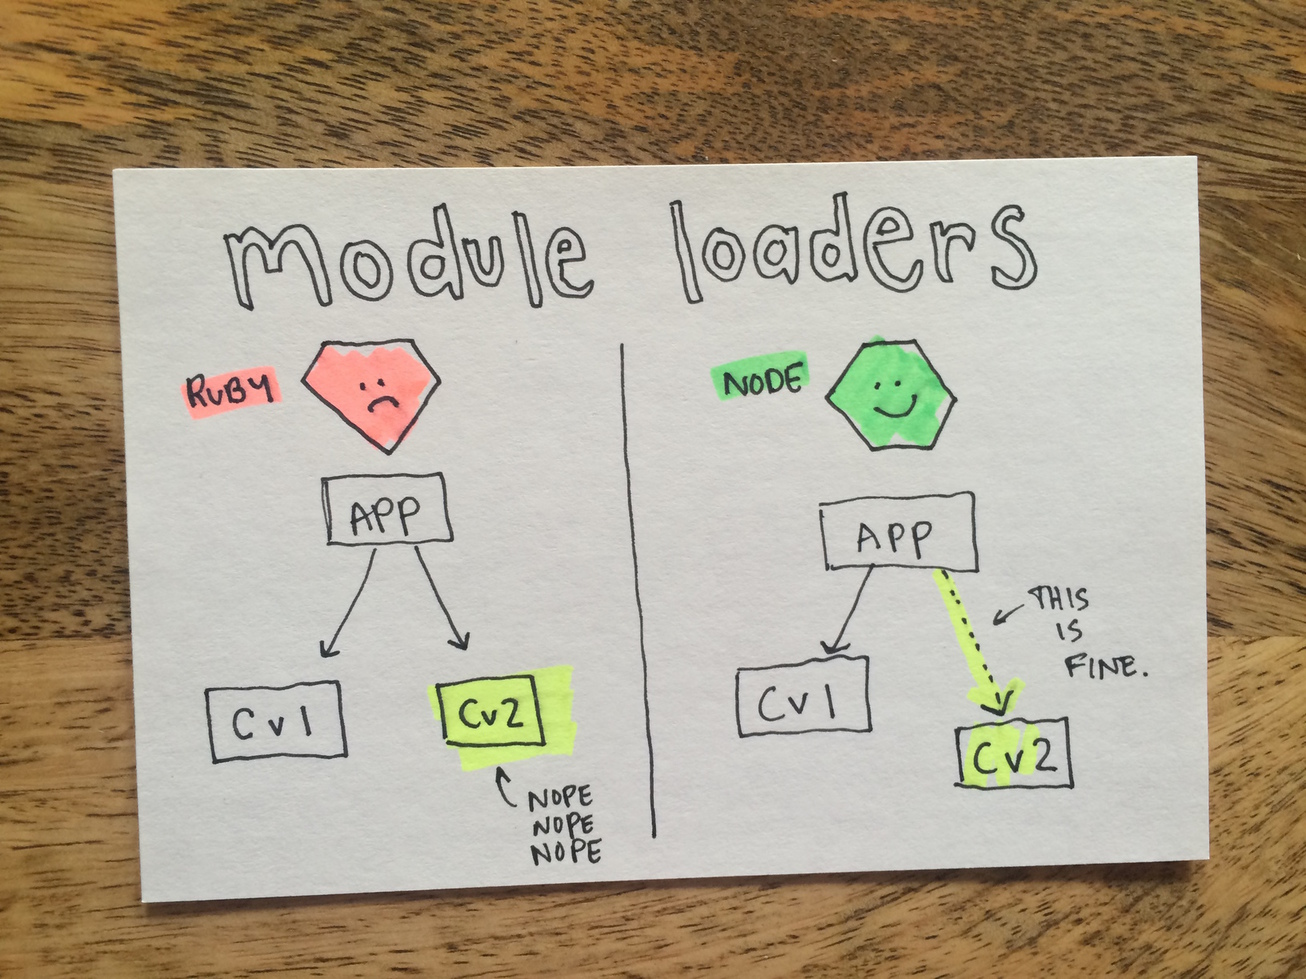 module loaders
RUBY
APP
Cv1
Cv2
NOPE
NOPE
NOPE
NODE
APP
THIS
IS
FINE.
Cv1
Cv2